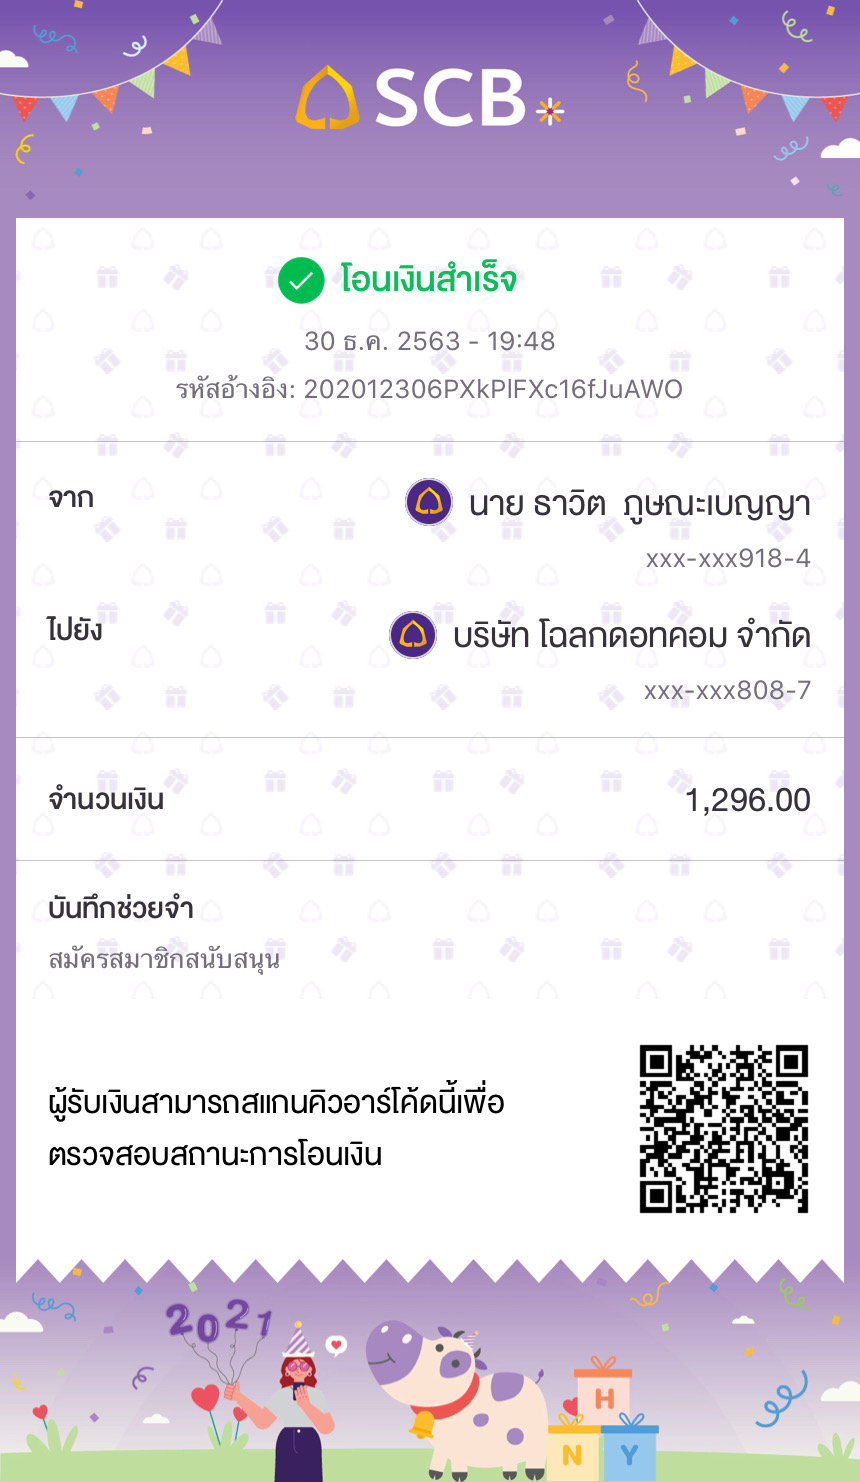 SCB
โอนเงินสำเร็จ
30 ธ.ค. 2563 - 19:48
รหัสอ้างอิง: 202012306PXkPlFXc16fJuAWO
จาก
นาย ธาวิต ภูษณะเบญญา
xxx-xxx918-4
ไปยัง
บริษัท โฉลกดอทคอม จำกัด
xxx-xxx808-7
จำนวนเงิน 1,296.00
บันทึกช่วยจำ
สมัครสมาชิกสนับสนุน
ผู้รับเงินสามารถสแกนคิวอาร์โค้ดนี้เพื่อ
ตรวจสอบสถานะการโอนเงิน
2021
H
N Y